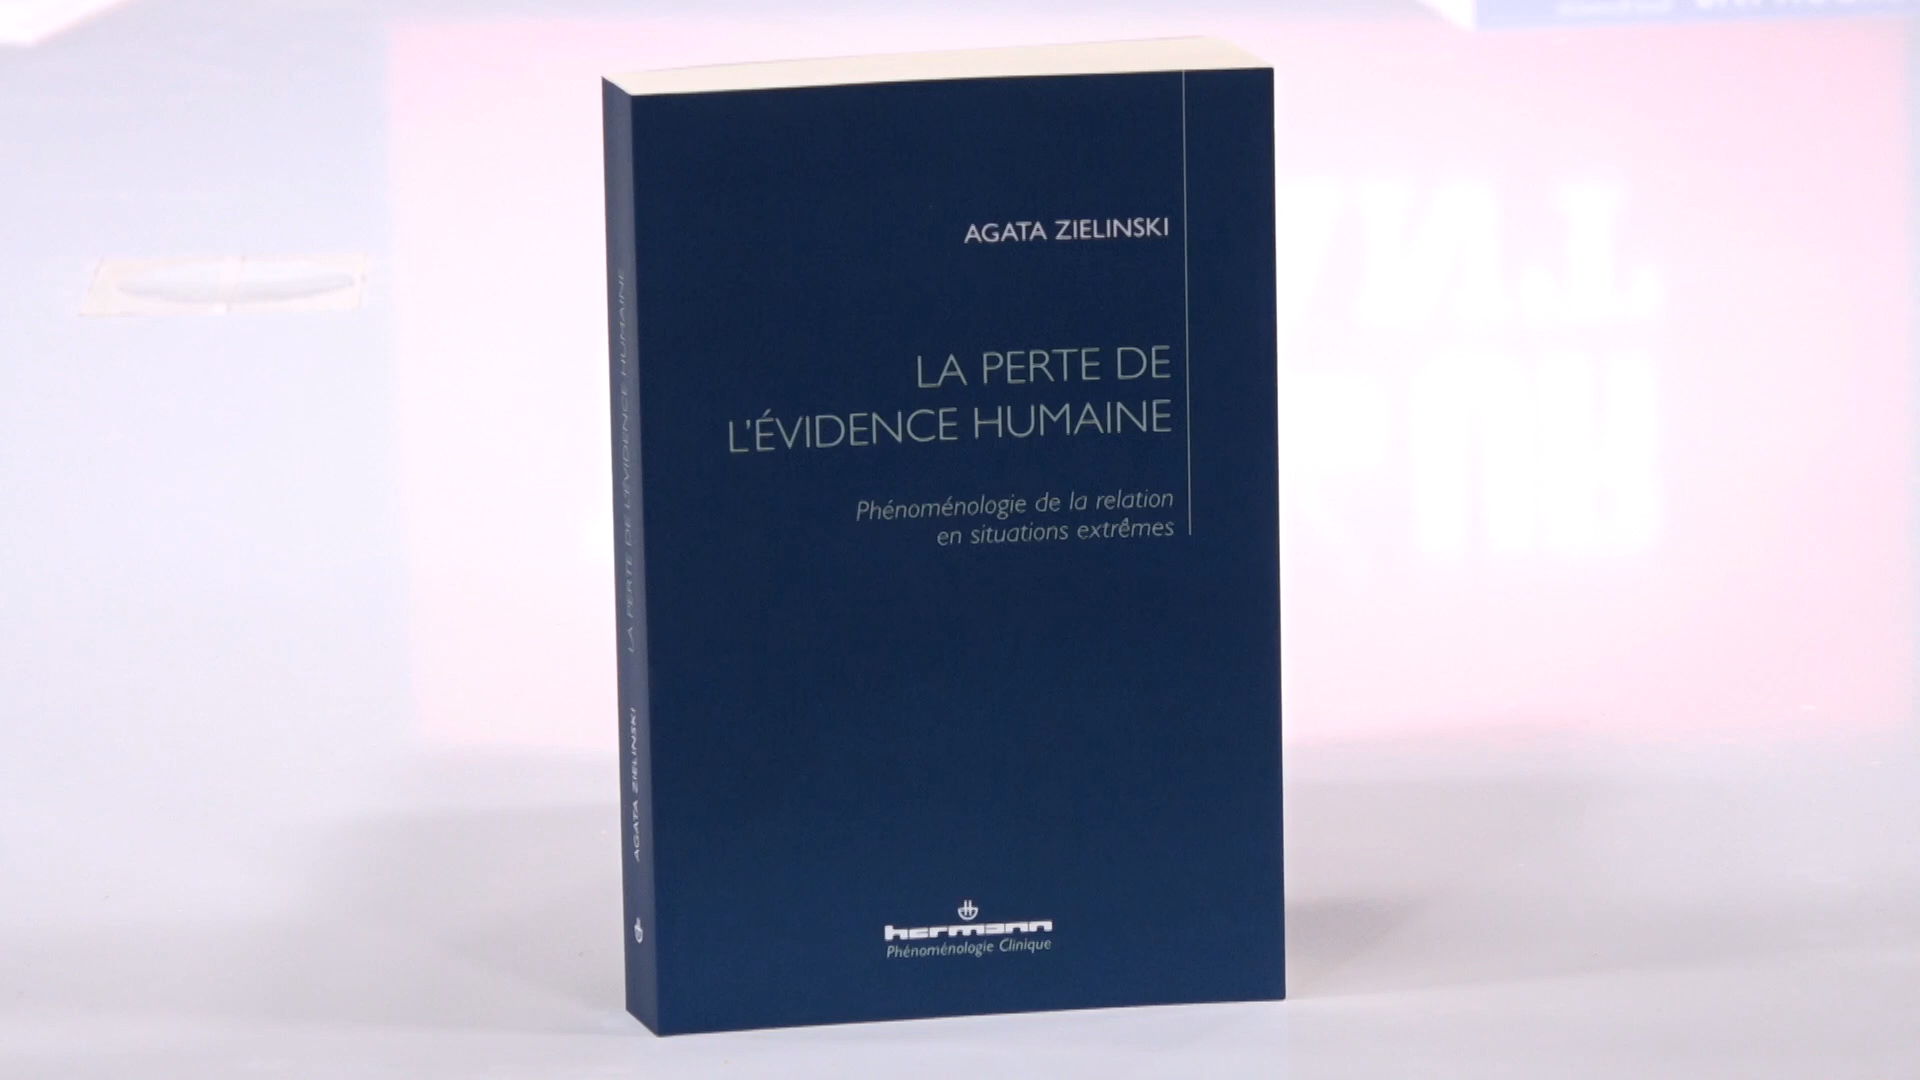 AGATA ZIELINSKI
LA PERTE DE
L'ÉVIDENCE HUMAINE
Phénoménologie de la relation
en situations extrêmes
hermann
Phénoménologie Clinique
AGATA ZIELINSKI LA PERTE DE L'ÉVIDENCE HUMAINE